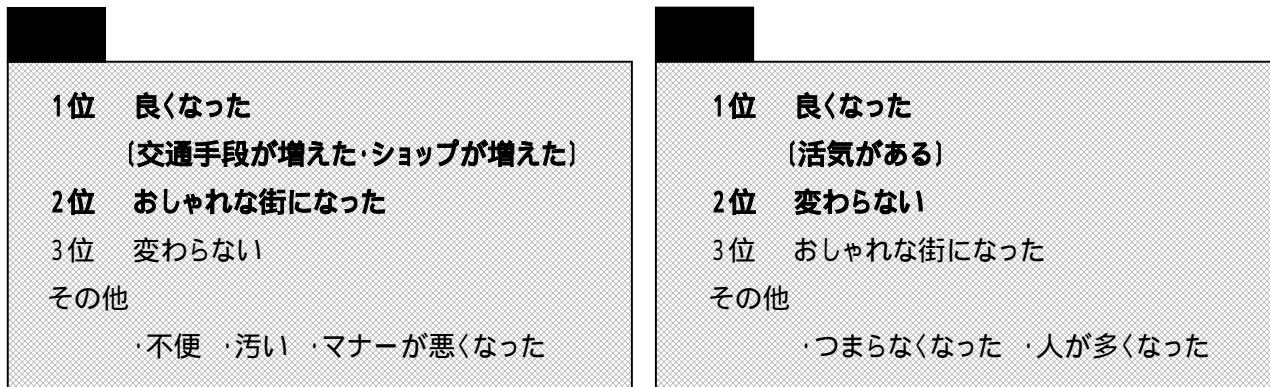 1位 良くなった
(交通手段が増えた･ショップが増えた)
2位 おしゃれな街になった
3位 変わらない
その他
･不便 ･汚い ･マナーが悪くなった
1位 良くなった
(活気がある)
2位 変わらない
3位 おしゃれな街になった
その他
･つまらなくなった ･人が多くなった